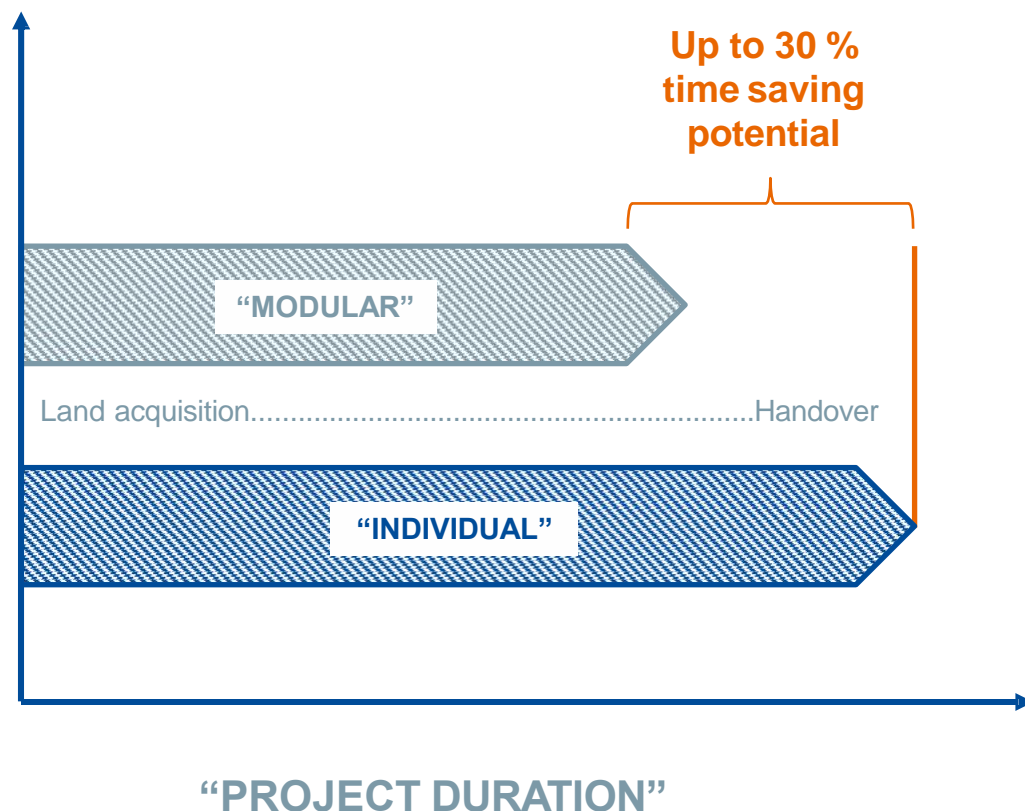 Up to 30 %
time saving
potential
“MODULAR”
Land acquisition................................................................Handover
“INDIVIDUAL”
“PROJECT DURATION”